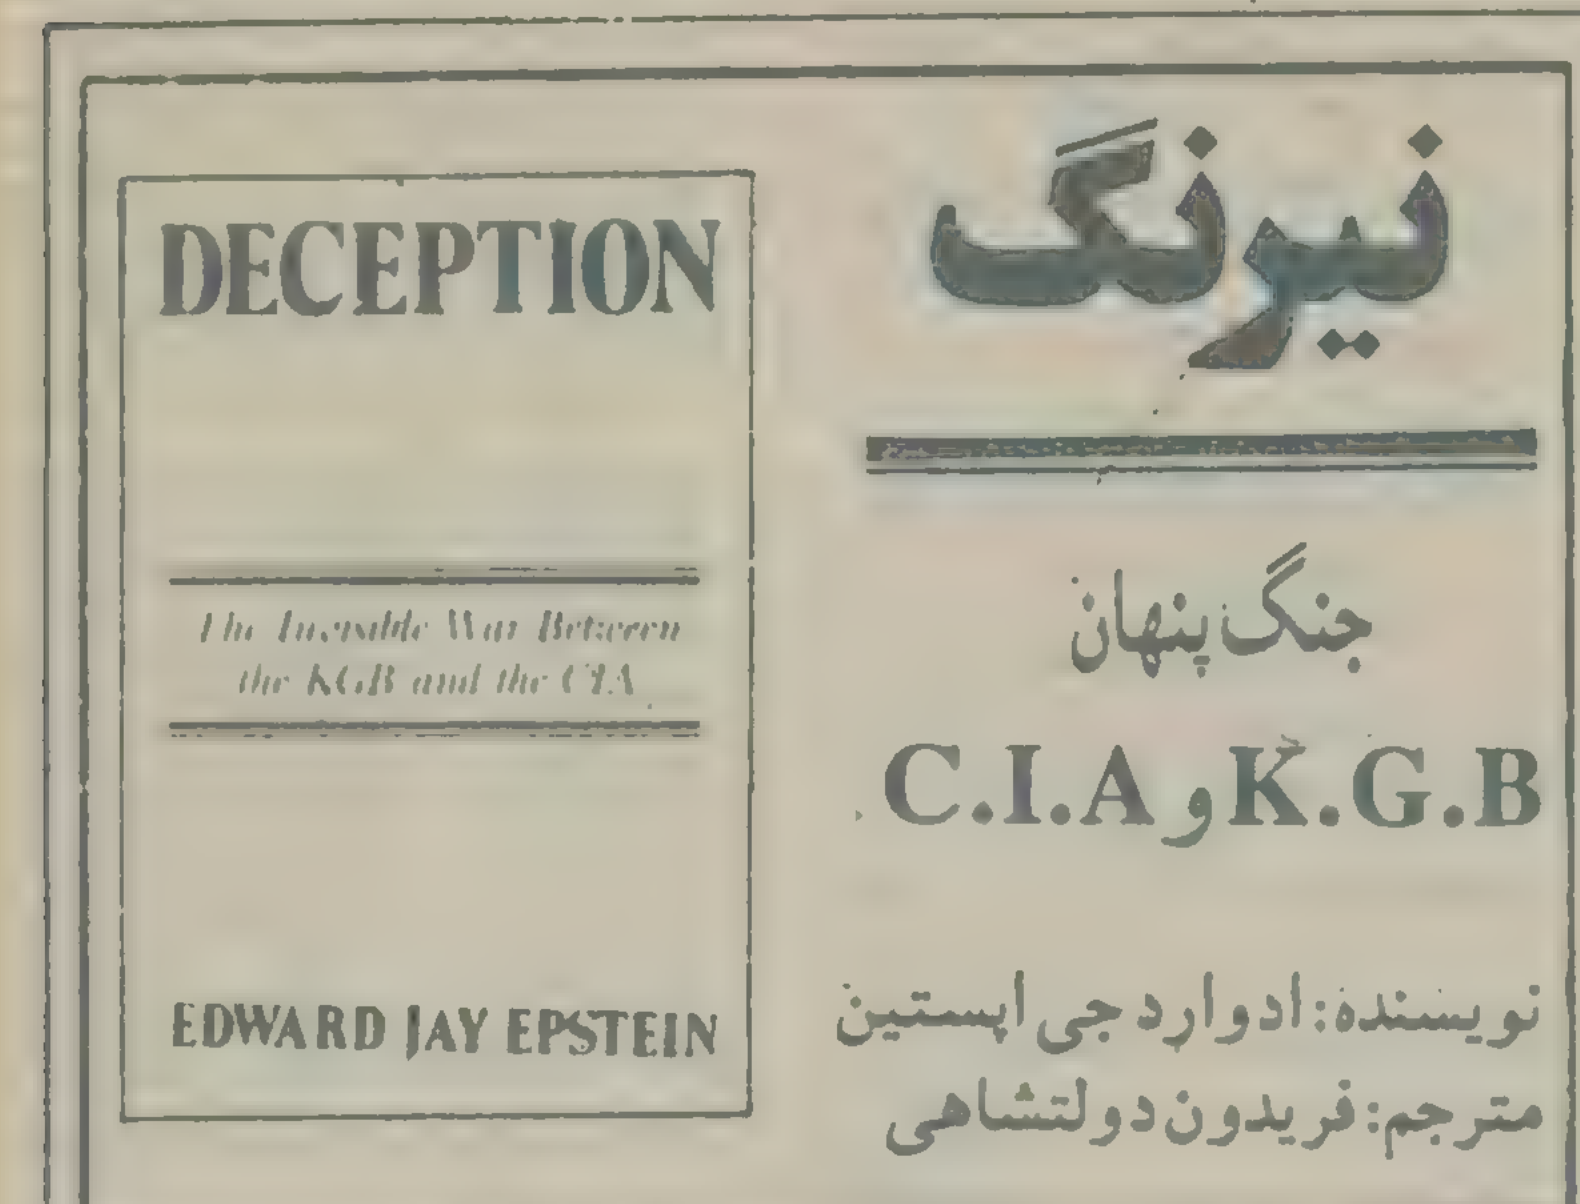 DECEPTION
The Invisible War Between
the KGB and the CIA
EDWARD JAY EPSTEIN
نیرنگ
جنگ پنهان
K.G.B و C.I.A
نویسنده: ادوارد جی اپستین
مترجم: فریدون دولتشاهی